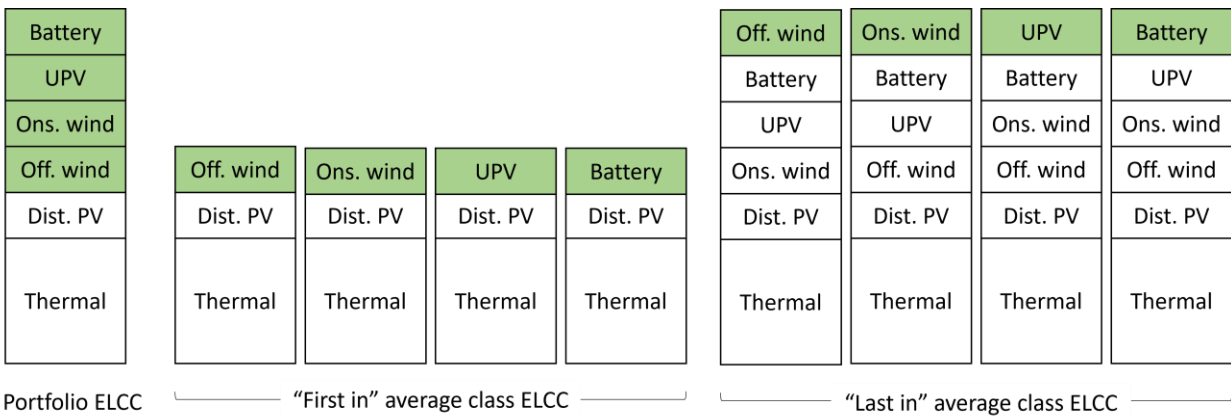 Battery
UPV
Ons. wind
Off. wind
Dist. PV
Thermal
Portfolio ELCC
Off. wind
Dist. PV
Thermal
Ons. wind
Dist. PV
Thermal
UPV
Dist. PV
Thermal
Battery
Dist. PV
Thermal
“First in” average class ELCC
Off. wind
Battery
UPV
Ons. wind
Dist. PV
Thermal
Ons. wind
Battery
UPV
Off. wind
Dist. PV
Thermal
UPV
Battery
Ons. wind
Off. wind
Dist. PV
Thermal
Battery
UPV
Ons. wind
Off. wind
Dist. PV
Thermal
“Last in” average class ELCC